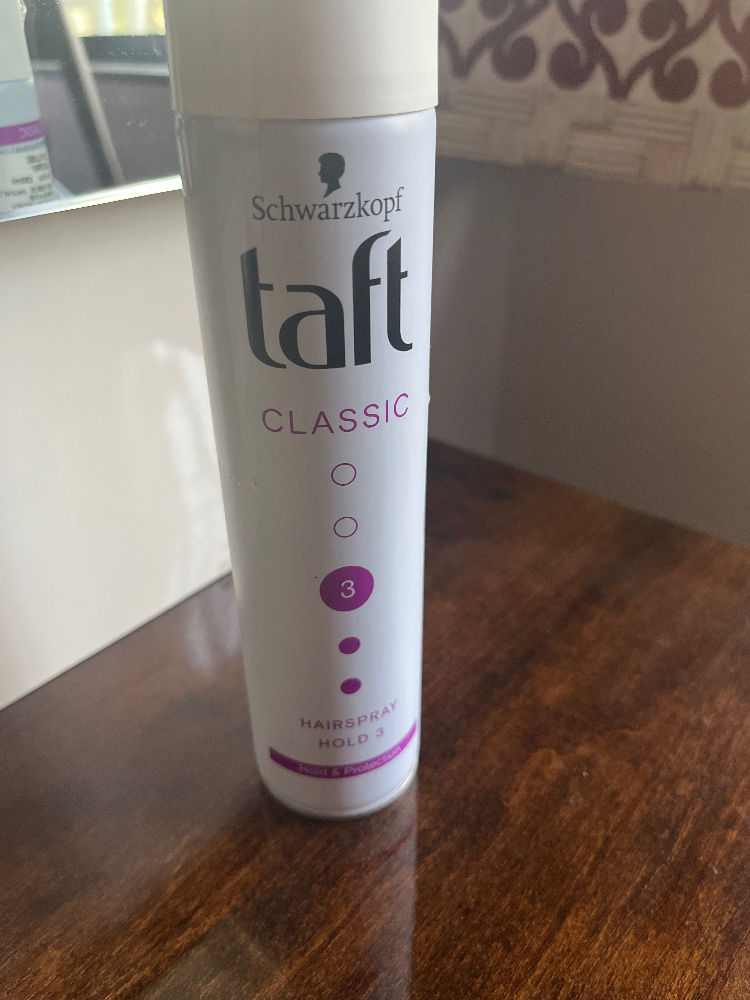 Schwarzkopf
taft
CLASSIC
3
HAIRSPRAY
HOLD 3
Hold & Protection